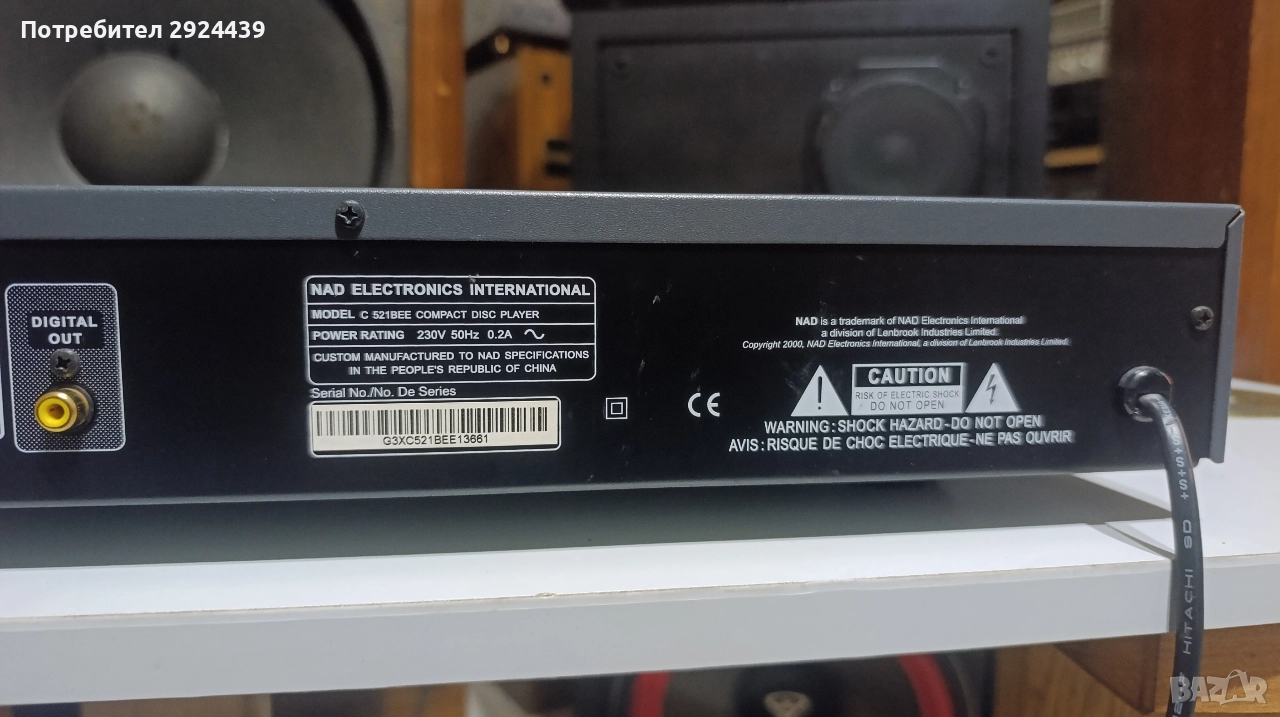 Потребител 2924439
DIGITAL
OUT
NAD ELECTRONICS INTERNATIONAL
MODEL C 521BEE COMPACT DISC PLAYER
POWER RATING 230V 50Hz 0.2A
CUSTOM MANUFACTURED TO NAD SPECIFICATIONS
IN THE PEOPLE'S REPUBLIC OF CHINA
Serial No./No. De Series
G3XC521BEE13661
CE
NAD is a trademark of NAD Electronics International
a division of Lenbrook Industries Limited.
Copyright 2000, NAD Electronics International, a division of Lenbrook Industries Limited.
CAUTION
RISK OF ELECTRIC SHOCK
DO NOT OPEN
WARNING: SHOCK HAZARD-DO NOT OPEN
AVIS: RISQUE DE CHOC ELECTRIQUE-NE PAS OUVRIR
HITACHI SD
BAZAR